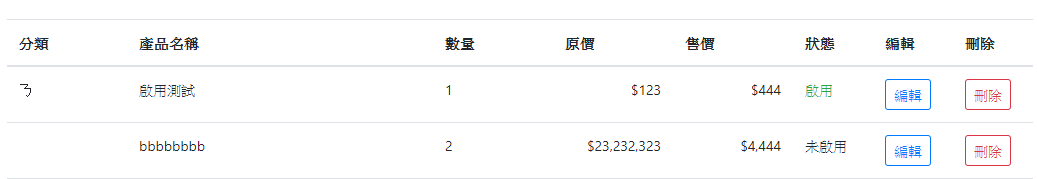 分類 產品名稱 數量 原價 售價 狀態 編輯 刪除
ㄋ 啟用測試 1 $123 $444 啟用 編輯 刪除
bbbbbbbb 2 $23,232,323 $4,444 未啟用 編輯 刪除